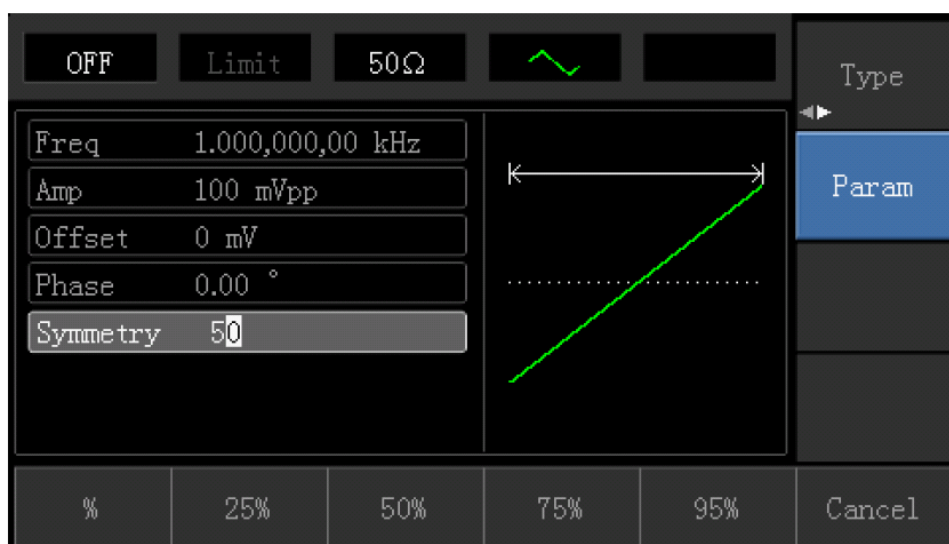 OFF Limit 50Ω
Type
Freq 1.000,000,00 kHz
Amp 100 mVpp
Param
Offset 0 mV
Phase 0.00 °
Symmetry 50
% 25% 50% 75% 95% Cancel